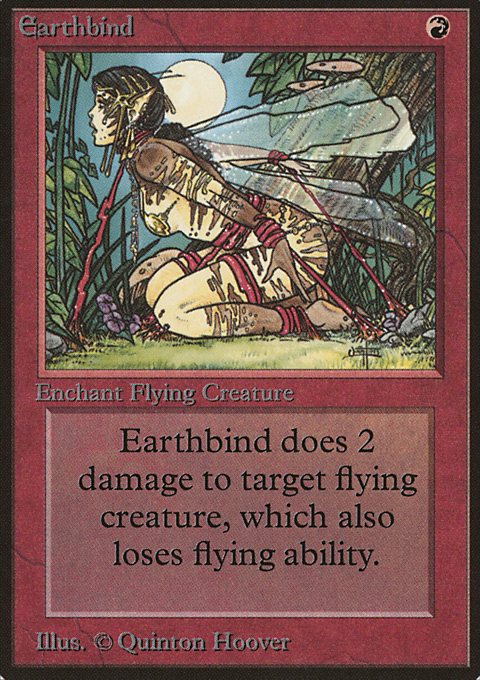 Earthbind
Enchant Flying Creature
Earthbind does 2
damage to target flying
creature, which also
loses flying ability.
Illus. © Quinton Hoover